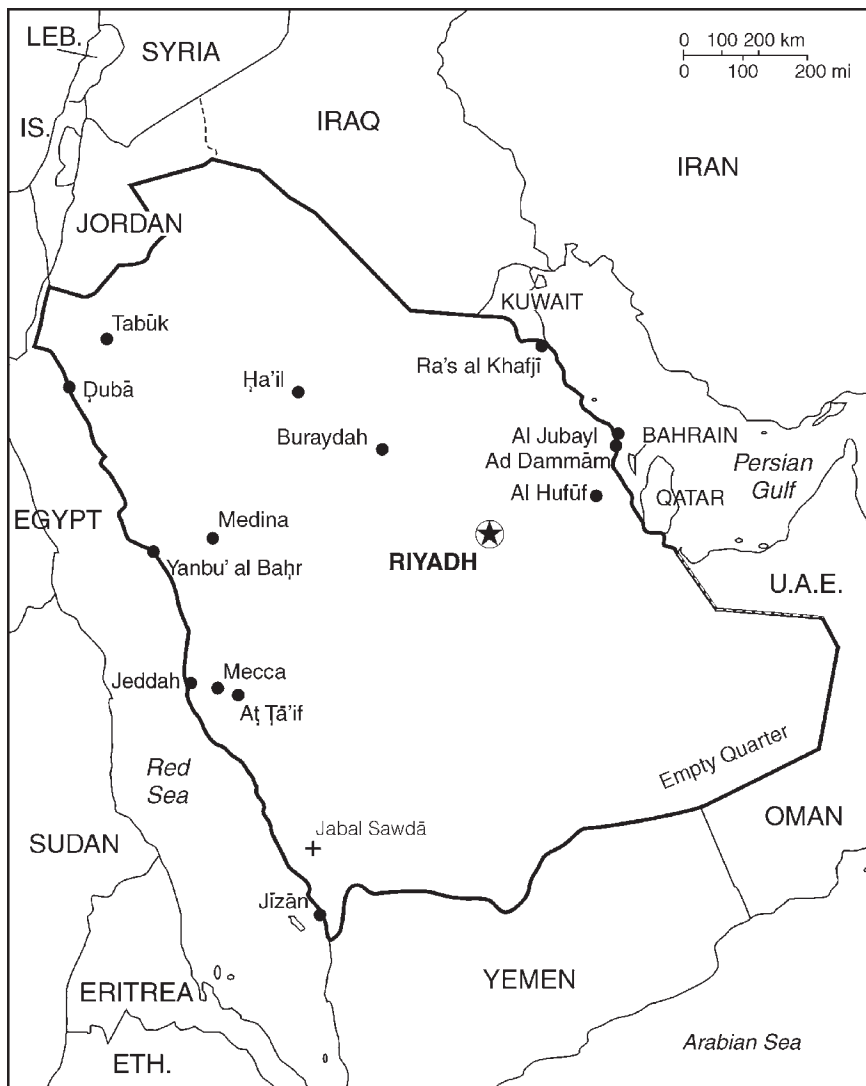 LEB.
SYRIA
0 100 200 km
0 100 200 mi
IS.
IRAQ
IRAN
JORDAN
KUWAIT
Tabūk
Ra's al Khafjī
Ḑubā
Ḥa'il
Buraydah
Al Jubayl
BAHRAIN
Ad Dammām
Persian
Gulf
Al Hufūf
QATAR
EGYPT
Medina
RIYADH
Yanbu' al Baḥr
U.A.E.
Jeddah
Mecca
Aṭ Ṭā'if
Empty Quarter
Red
Sea
OMAN
Jabal Sawdā
SUDAN
Jīzān
YEMEN
ERITREA
Arabian Sea
ETH.